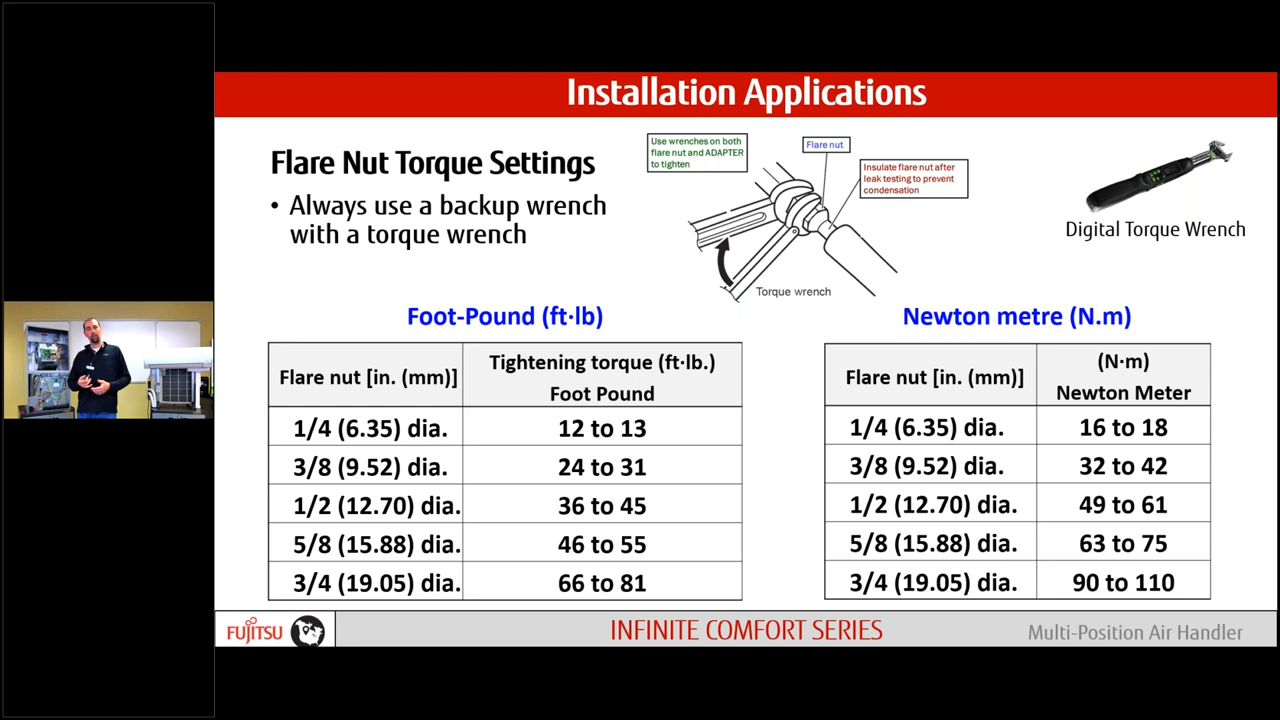 Installation Applications
Flare Nut Torque Settings
• Always use a backup wrench
with a torque wrench
Use wrenches on both
flare nut and ADAPTER
to tighten
Flare nut
Insulate flare nut after
leak testing to prevent
condensation
Torque wrench
Digital Torque Wrench
Foot-Pound (ft·lb)
Flare nut [in. (mm)]
Tightening torque (ft·lb.)
Foot Pound
1/4 (6.35) dia. 12 to 13
3/8 (9.52) dia. 24 to 31
1/2 (12.70) dia. 36 to 45
5/8 (15.88) dia. 46 to 55
3/4 (19.05) dia. 66 to 81
Newton metre (N.m)
Flare nut [in. (mm)]
(N·m)
Newton Meter
1/4 (6.35) dia. 16 to 18
3/8 (9.52) dia. 32 to 42
1/2 (12.70) dia. 49 to 61
5/8 (15.88) dia. 63 to 75
3/4 (19.05) dia. 90 to 110
FUJITSU
INFINITE COMFORT SERIES
Multi-Position Air Handler